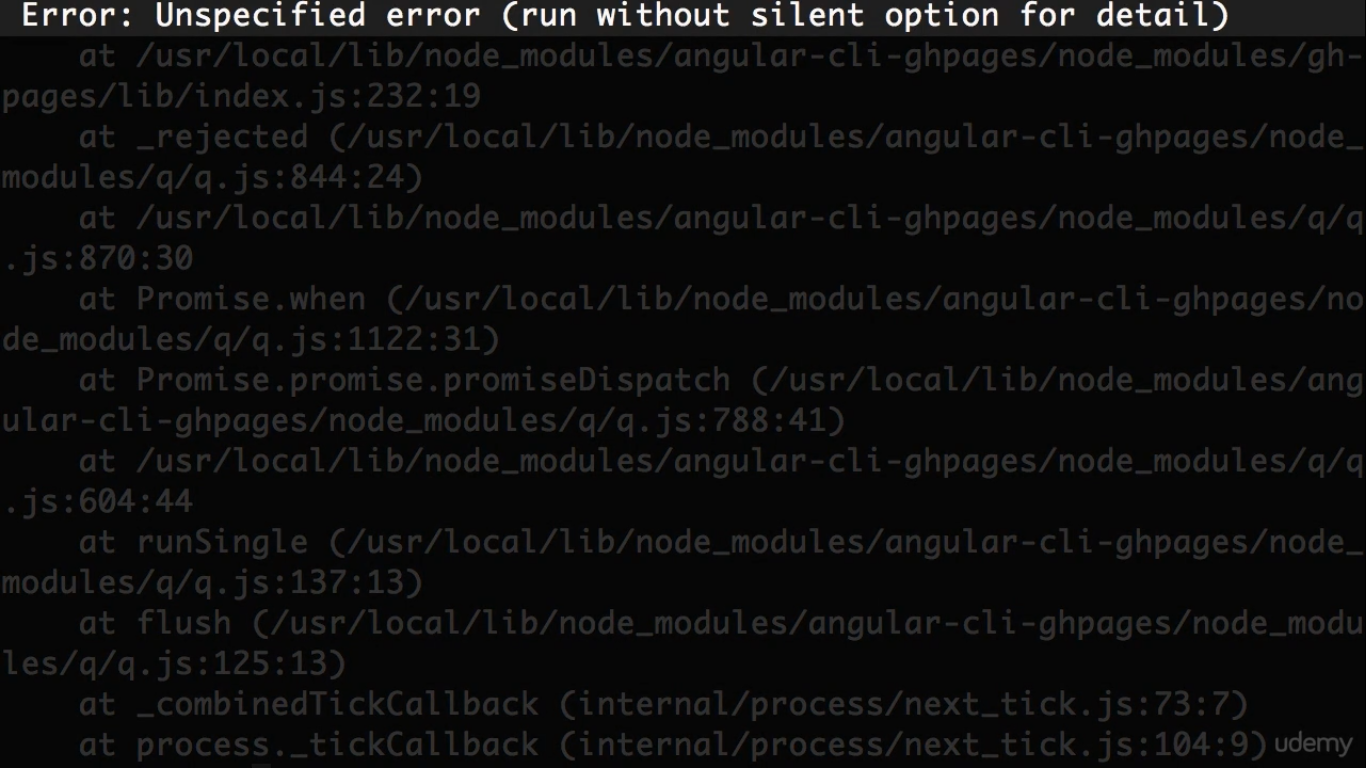 Error: Unspecified error (run without silent option for detail)
at /usr/local/lib/node_modules/angular-cli-ghpages/node_modules/gh-
pages/lib/index.js:232:19
at _rejected (/usr/local/lib/node_modules/angular-cli-ghpages/node_
modules/q/q.js:844:24)
at /usr/local/lib/node_modules/angular-cli-ghpages/node_modules/q/q
.js:870:30
at Promise.when (/usr/local/lib/node_modules/angular-cli-ghpages/no
de_modules/q/q.js:1122:31)
at Promise.promise.promiseDispatch (/usr/local/lib/node_modules/ang
ular-cli-ghpages/node_modules/q/q.js:788:41)
at /usr/local/lib/node_modules/angular-cli-ghpages/node_modules/q/q
.js:604:44
at runSingle (/usr/local/lib/node_modules/angular-cli-ghpages/node_
modules/q/q.js:137:13)
at flush (/usr/local/lib/node_modules/angular-cli-ghpages/node_modu
les/q/q.js:125:13)
at _combinedTickCallback (internal/process/next_tick.js:73:7)
at process._tickCallback (internal/process/next_tick.js:104:9)
udemy